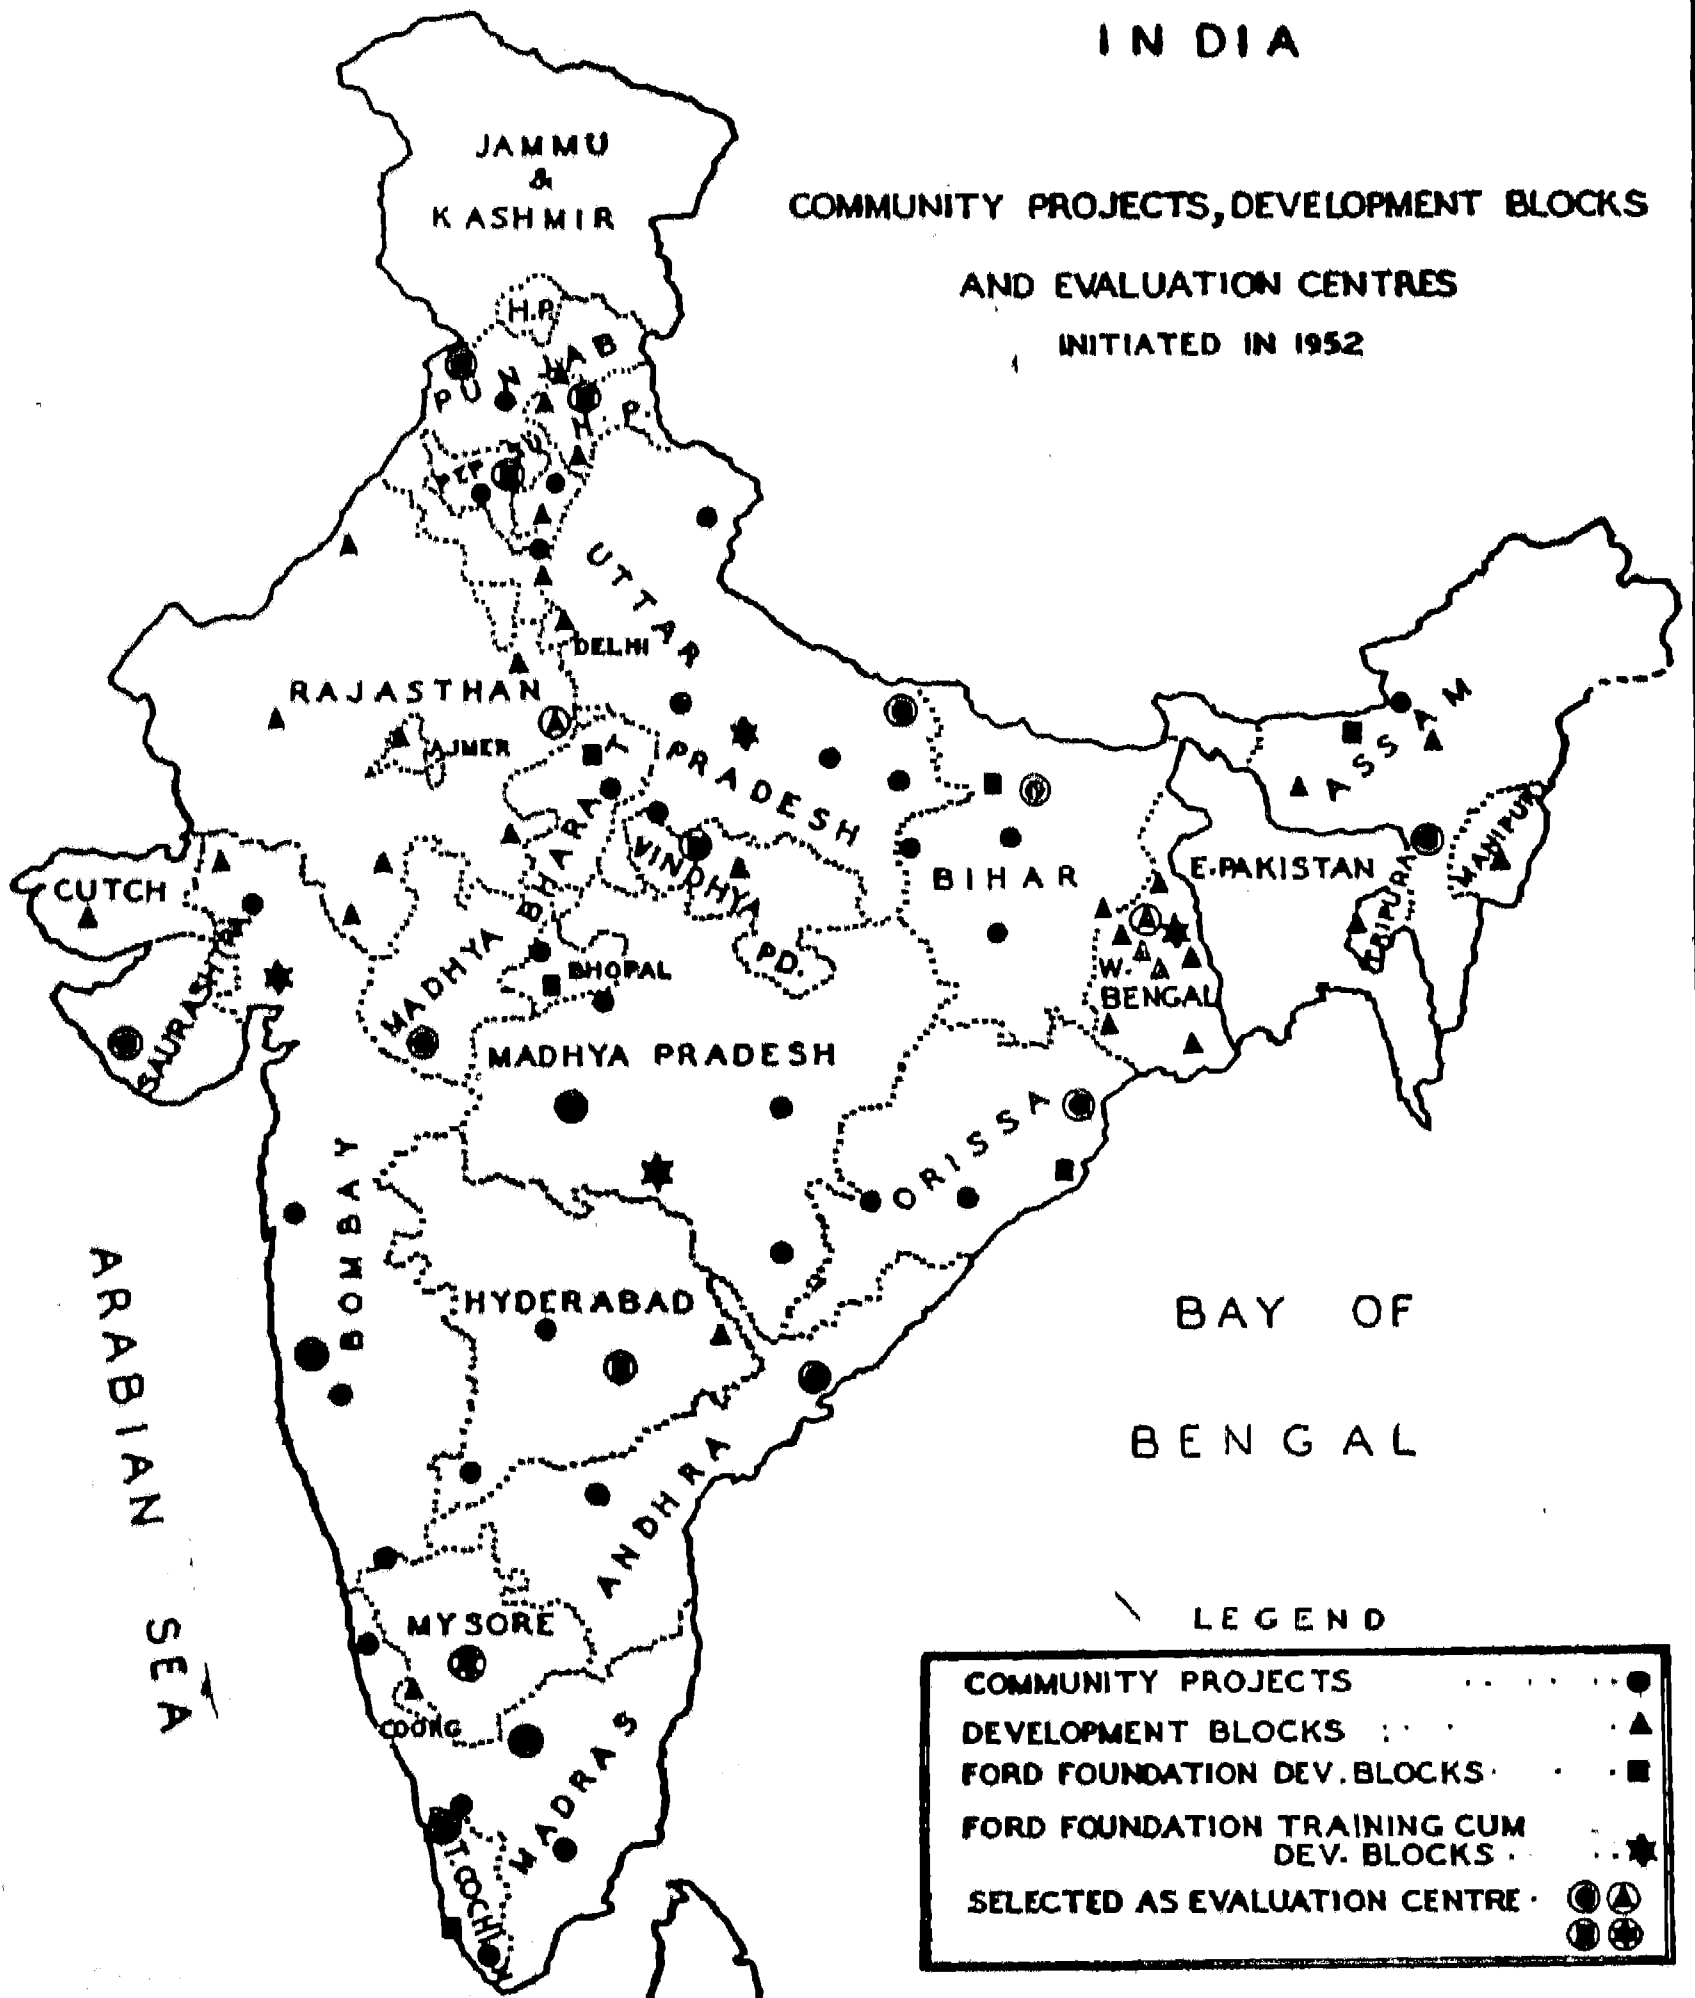 INDIA
COMMUNITY PROJECTS, DEVELOPMENT BLOCKS
AND EVALUATION CENTRES
INITIATED IN 1952
JAMMU
&
KASHMIR
H.P.
PUNJAB
H.P.
PEPSU
UTTAR PRADESH
DELHI
RAJASTHAN
AJMER
MADHYA BHARAT
VINDHYA PD.
BIHAR
E.PAKISTAN
ASSAM
MANIPUR
TRIPURA
CUTCH
SAURASHTRA
BHOPAL
W.
BENGAL
MADHYA PRADESH
ORISSA
BOMBAY
HYDERABAD
ARABIAN SEA
BAY OF
BENGAL
ANDHRA
MYSORE
COORG
MADRAS
T.COCHIN
LEGEND
COMMUNITY PROJECTS
DEVELOPMENT BLOCKS
FORD FOUNDATION DEV. BLOCKS
FORD FOUNDATION TRAINING CUM
DEV. BLOCKS
SELECTED AS EVALUATION CENTRE